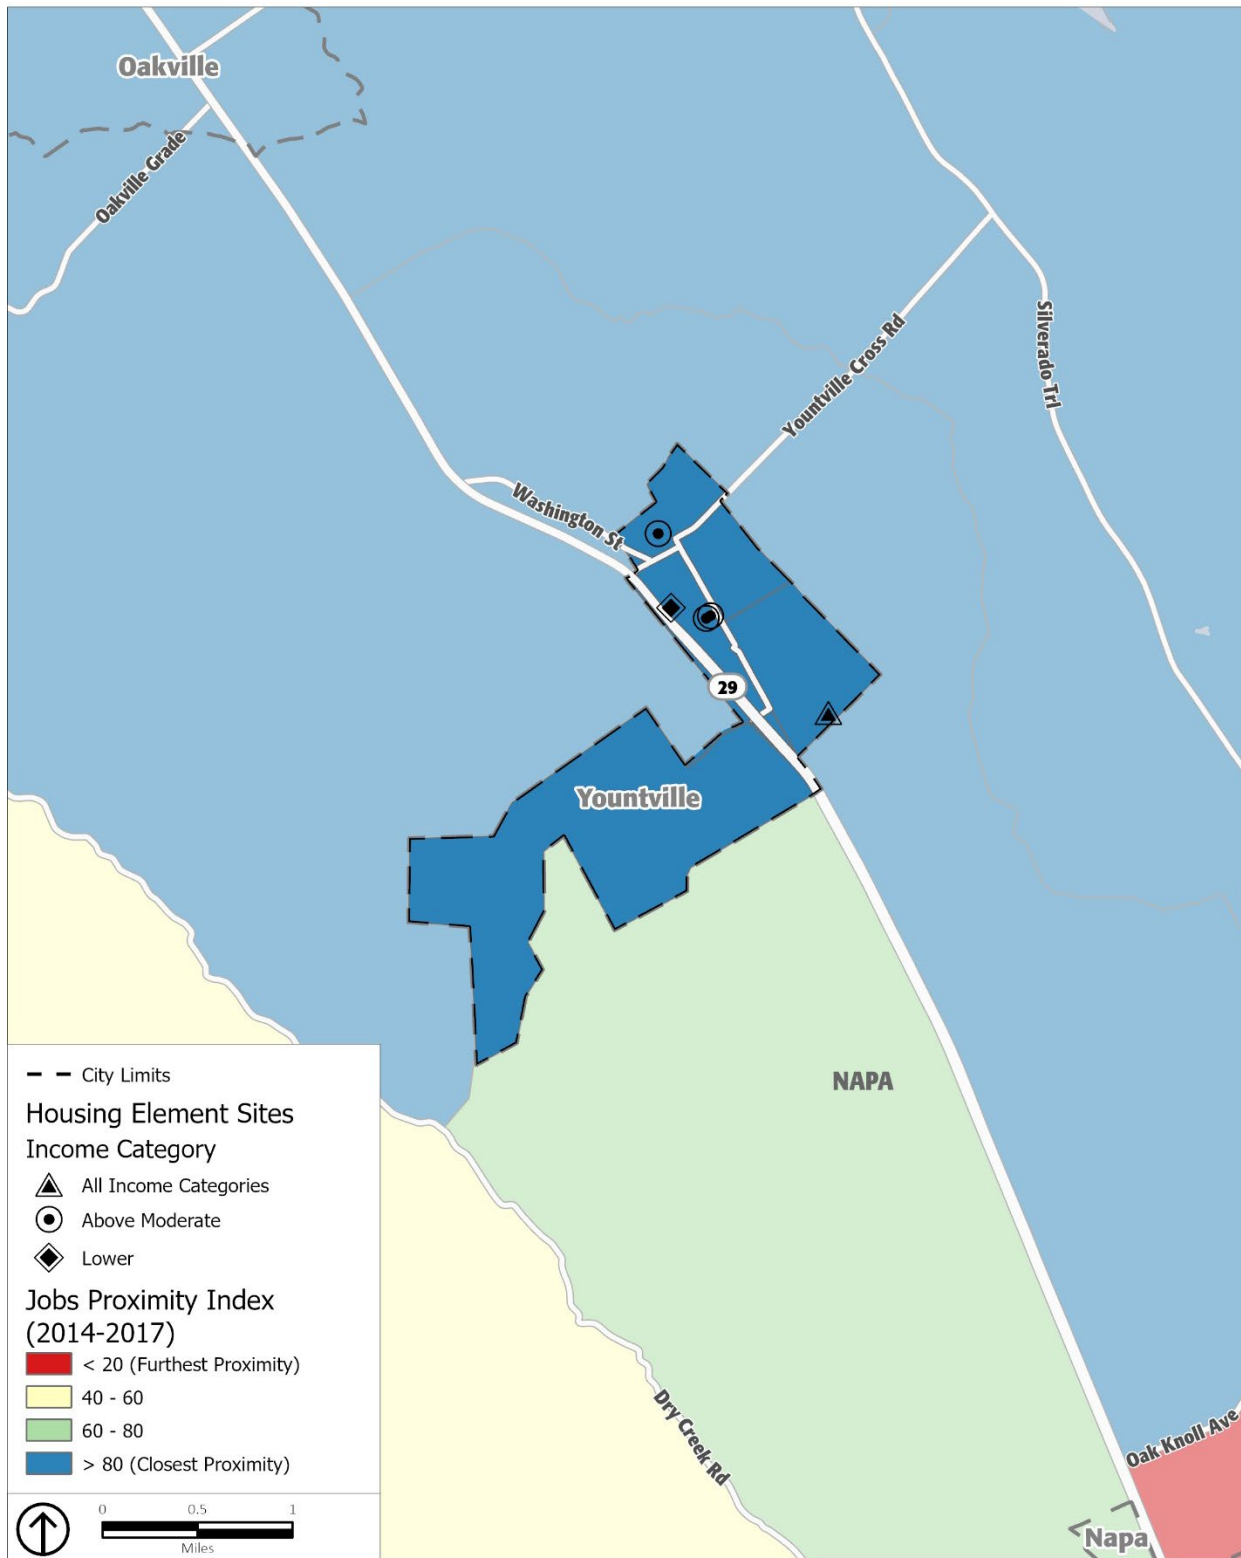 Oakville
Oakville Grade
Silverado Trl
Yountville Cross Rd
Washington St
29
Yountville
NAPA
City Limits
Housing Element Sites
Income Category
All Income Categories
Above Moderate
Lower
Jobs Proximity Index
(2014-2017)
< 20 (Furthest Proximity)
40 - 60
60 - 80
> 80 (Closest Proximity)
0 0.5 1
Miles
Dry Creek Rd
Oak Knoll Ave
Napa